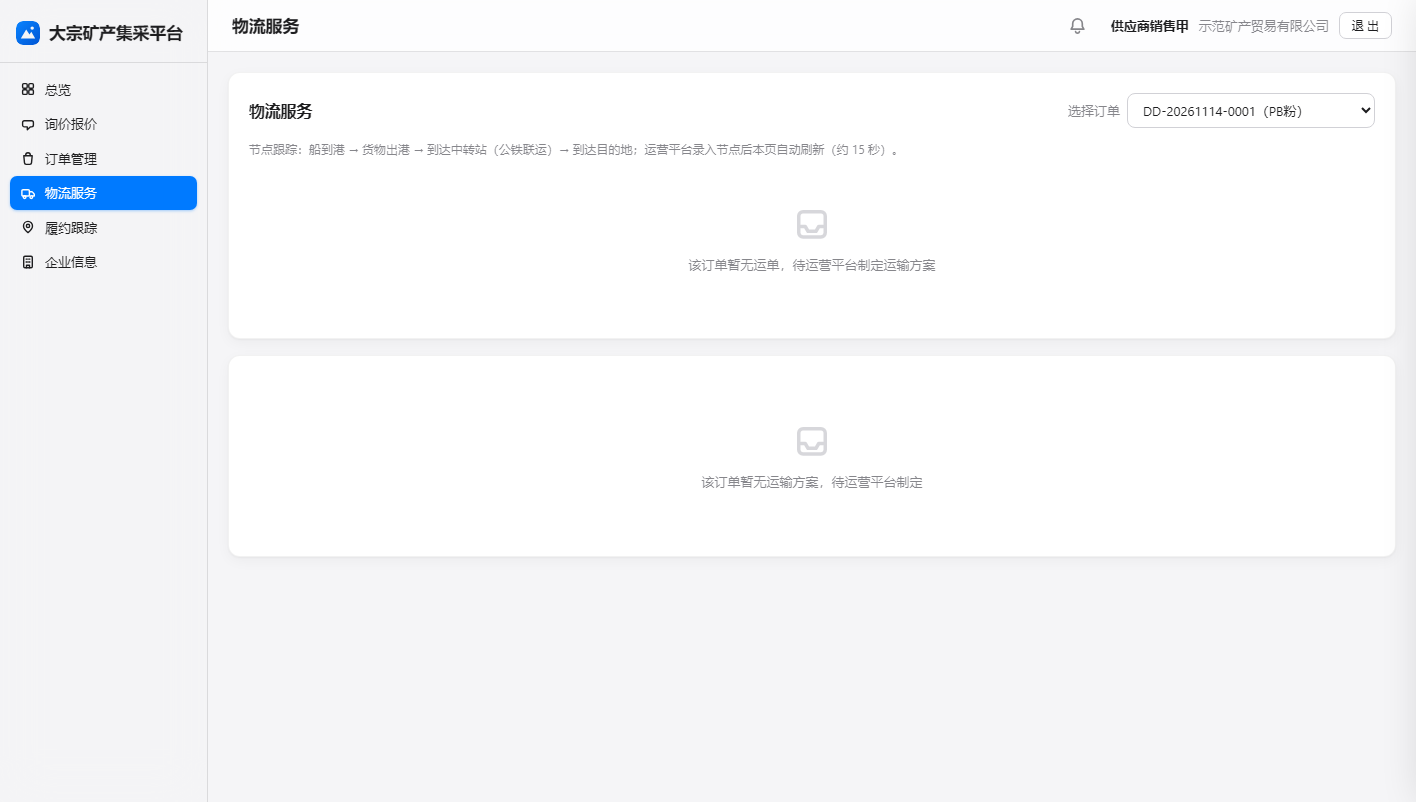 大宗矿产集采平台
物流服务
供应商销售甲 示范矿产贸易有限公司 退 出
总览
询价报价
订单管理
物流服务
履约跟踪
企业信息
物流服务
选择订单 DD-20261114-0001（PB粉）
节点跟踪：船到港 → 货物出港 → 到达中转站（公铁联运）→ 到达目的地；运营平台录入节点后本页自动刷新（约 15 秒）。
该订单暂无运单，待运营平台制定运输方案
该订单暂无运输方案，待运营平台制定